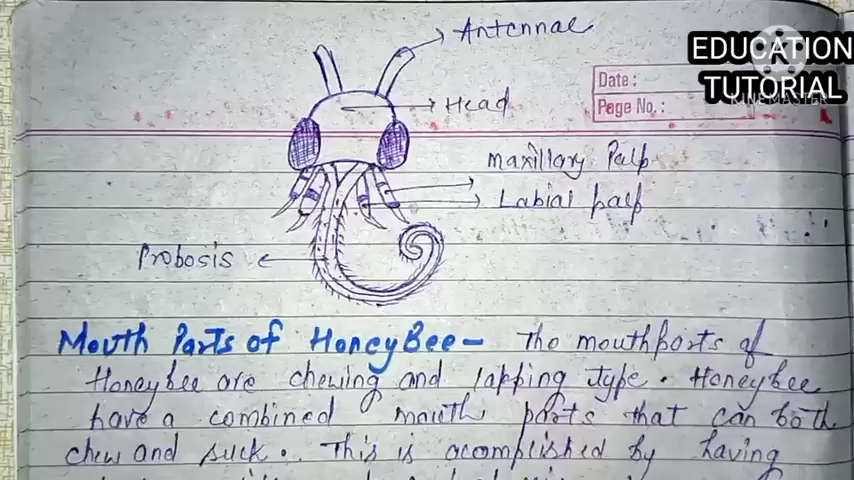 Antennae
EDUCATION
TUTORIAL
KINEMASTER
Date:
Page No.:
Head
Maxillary Palp
Labial palp
Probosis
Mouth Parts of HoneyBee- The mouthparts of
Honeybee are chewing and lapping type. Honeybee
have a combined mouth parts that can both
chew and suck. This is acomplished by having